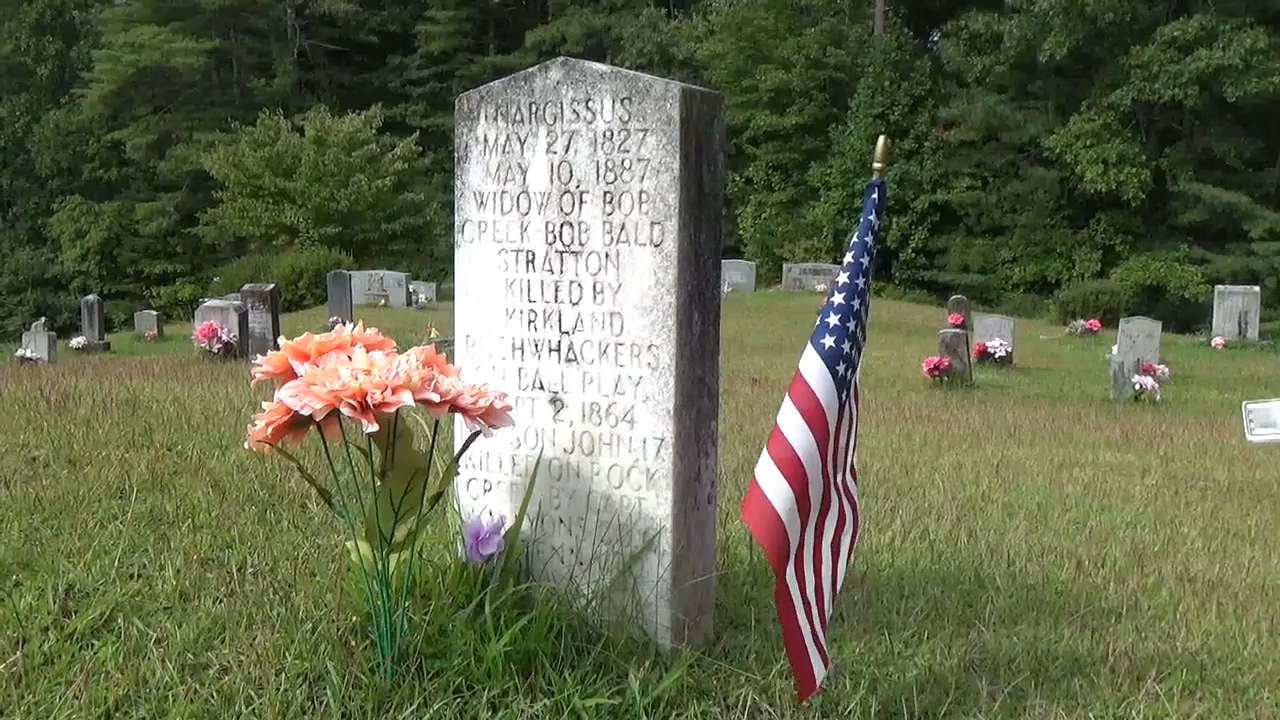 NARCISSUS
MAY 27, 1827
MAY 10, 1887
WIDOW OF BOB
CREEK BOB BALD
STRATTON
KILLED BY
KIRKLAND
BALL PLAY
2, 1864
SON JOHN 17
KILLED ON ROCK
BY